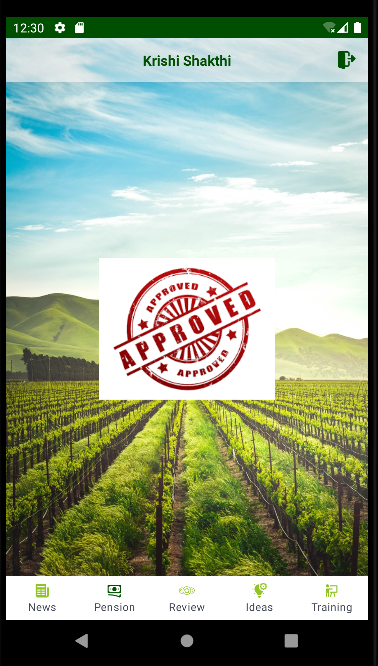 12:30
Krishi Shakthi
APPROVED
APPROVED
APPROVED
News Pension Review Ideas Training